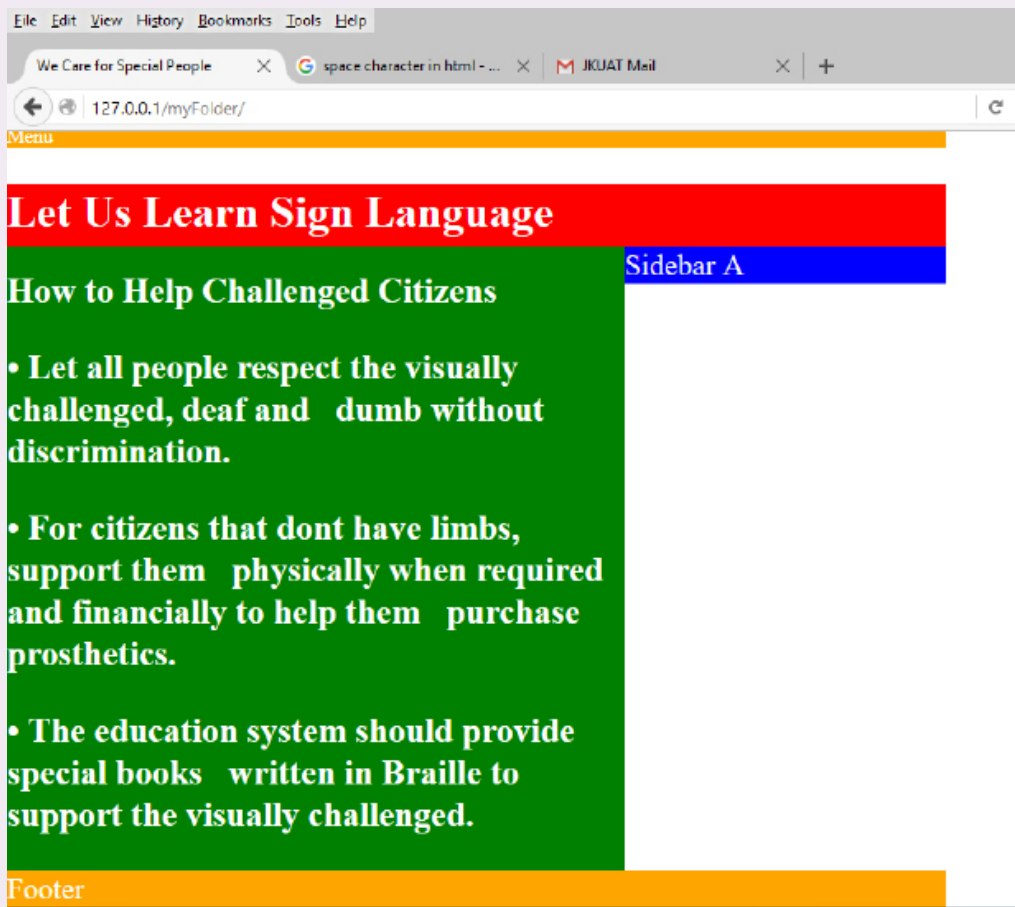 File Edit View History Bookmarks Tools Help
We Care for Special People space character in html - ... JKUAT Mail
127.0.0.1/myFolder/
Menu
Let Us Learn Sign Language
How to Help Challenged Citizens
Sidebar A
• Let all people respect the visually
challenged, deaf and   dumb without
discrimination.
• For citizens that dont have limbs,
support them   physically when required
and financially to help them   purchase
prosthetics.
• The education system should provide
special books   written in Braille to
support the visually challenged.
Footer